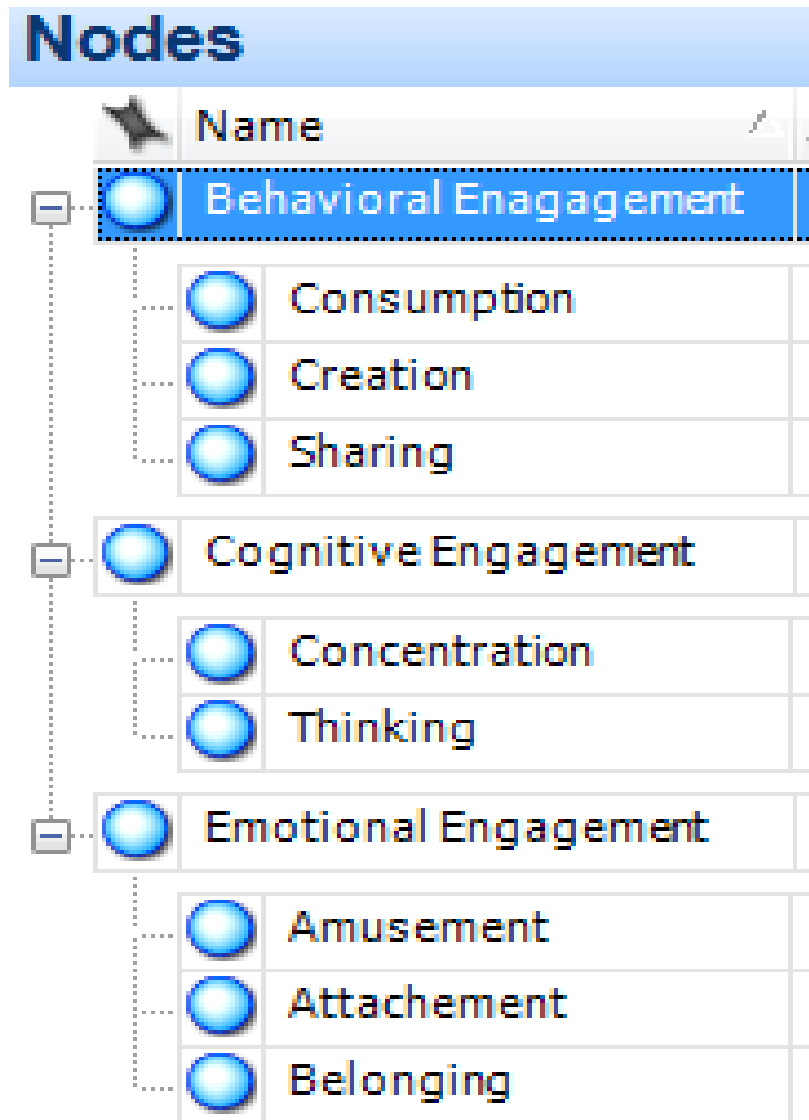 Nodes
Name
Behavioral Enagagement
Consumption
Creation
Sharing
Cognitive Engagement
Concentration
Thinking
Emotional Engagement
Amusement
Attachement
Belonging